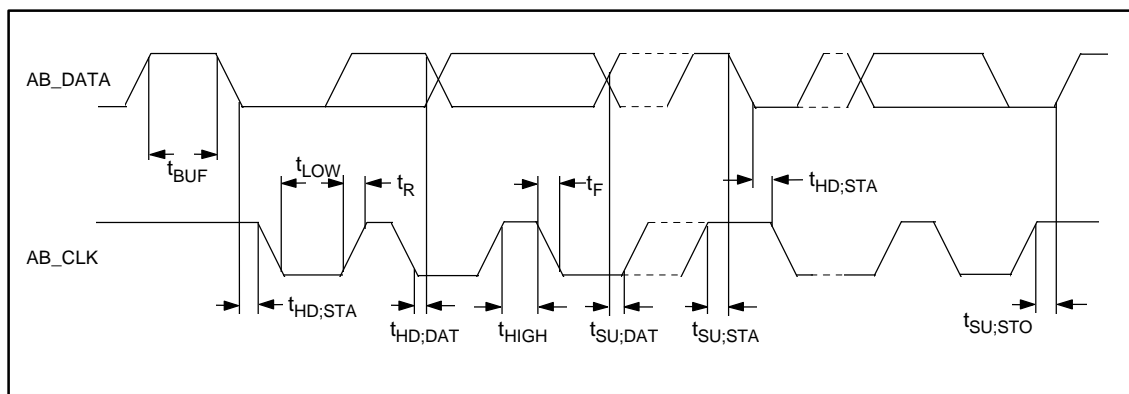 AB_DATA
tBUF
tLOW
tR
tF
tHD;STA
AB_CLK
tHD;STA
tHD;DAT
tHIGH
tSU;DAT
tSU;STA
tSU;STO